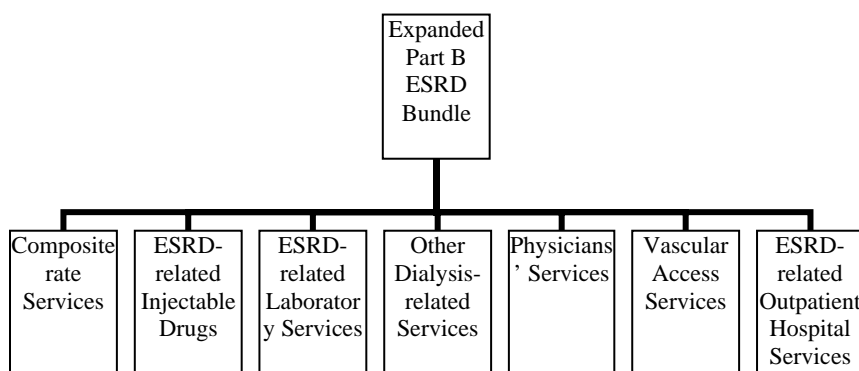 Expanded
Part B
ESRD
Bundle
Composite
rate
Services
ESRD-
related
Injectable
Drugs
ESRD-
related
Laborator
y Services
Other
Dialysis-
related
Services
Physicians
’ Services
Vascular
Access
Services
ESRD-
related
Outpatient
Hospital
Services